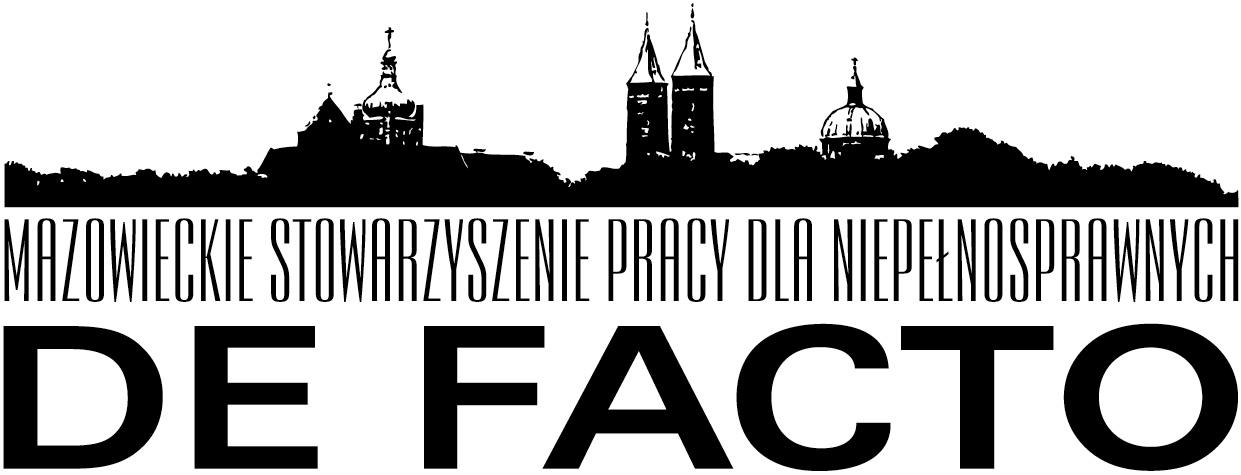 MAZOWIECKIE STOWARZYSZENIE PRACY DLA NIEPEŁNOSPRAWNYCH
DE FACTO